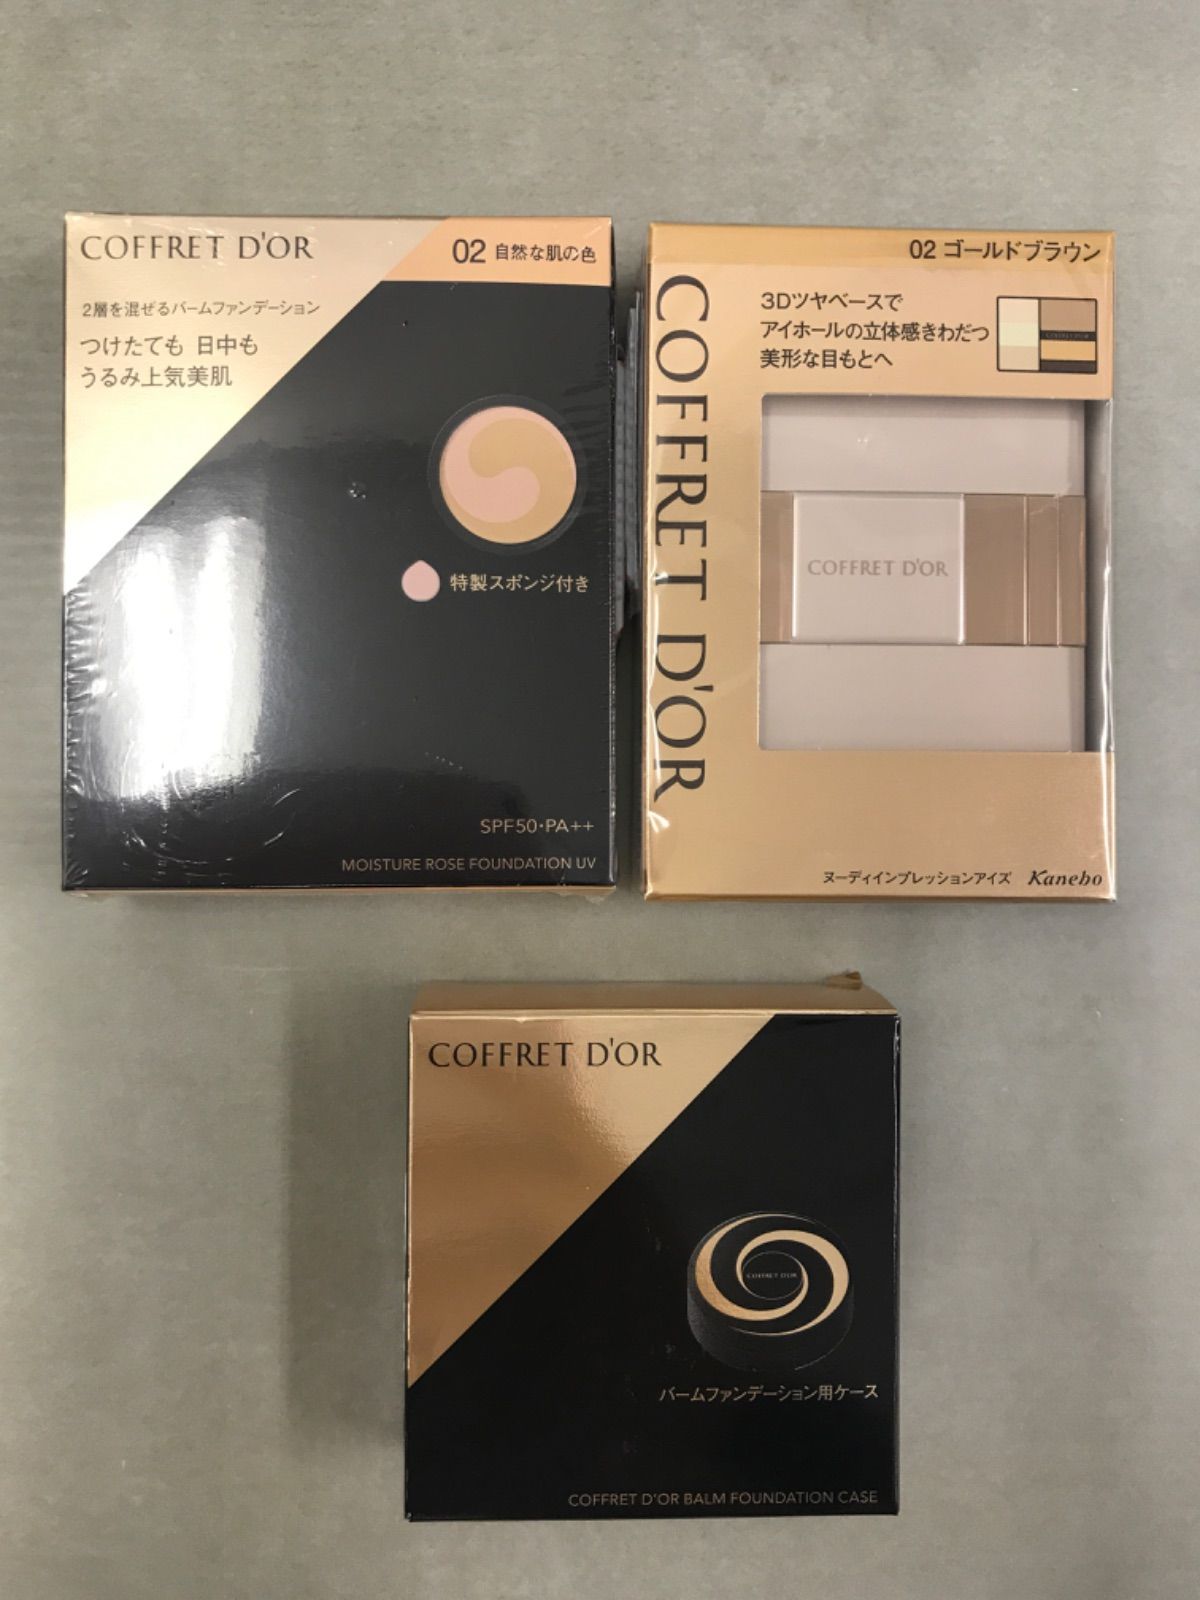 COFFRET D'OR
02 自然な肌の色
2層を混ぜるバームファンデーション
つけたても 日中も
うるみ上気美肌
特製スポンジ付き
SPF50・PA++
MOISTURE ROSE FOUNDATION UV
02 ゴールドブラウン
3Dツヤベースで
アイホールの立体感きわだつ
美形な目もとへ
COFFRET D'OR
COFFRET D'OR
COFFRET D'OR
ヌーディインプレッションアイズ Kanebo
COFFRET D'OR
COFFRET D'OR
バームファンデーション用ケース
COFFRET D'OR BALM FOUNDATION CASE